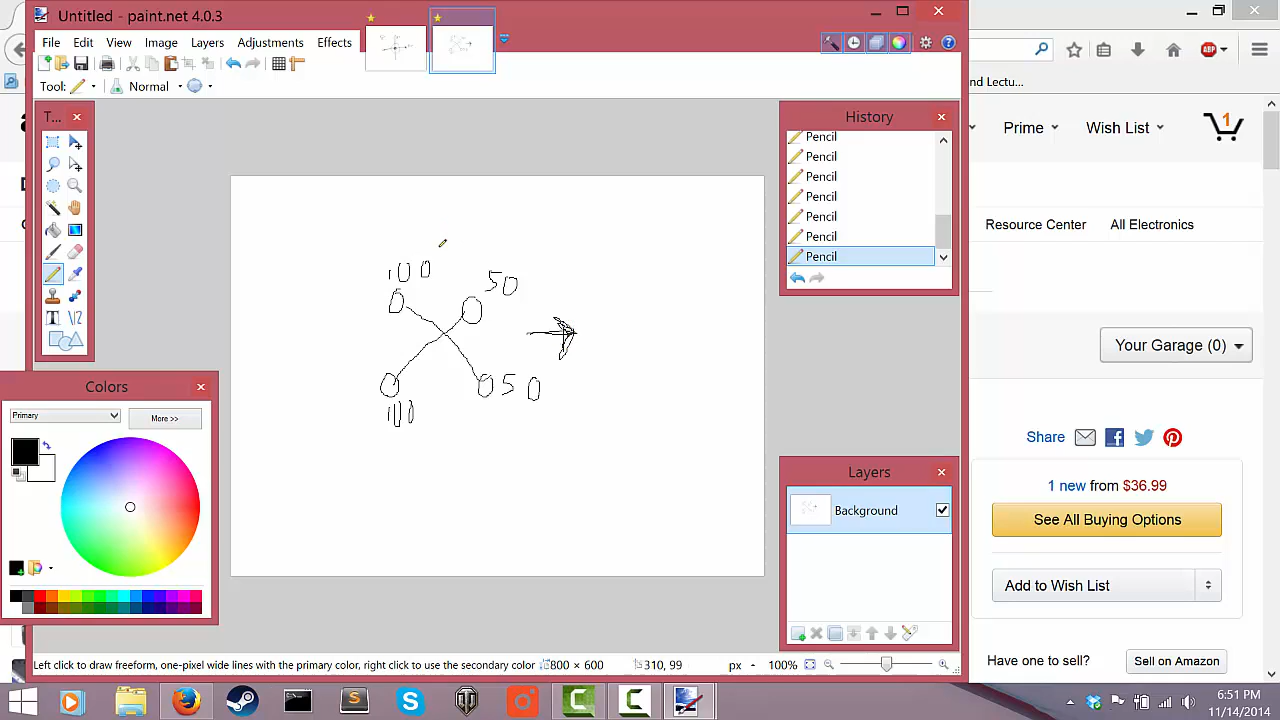 Untitled - paint.net 4.0.3
File Edit View Image Layers Adjustments Effects
Tool: Normal
nd Lectu...
T...
History
Pencil
Pencil
Pencil
Pencil
Pencil
Pencil
Pencil
Prime Wish List 1
Resource Center All Electronics
Your Garage (0)
100 50
50
100
Colors
Primary More >>
Layers
Background
Share
1 new from $36.99
See All Buying Options
Add to Wish List
Have one to sell? Sell on Amazon
Left click to draw freeform, one-pixel wide lines with the primary color, right click to use the secondary color 800 × 600 310, 99 px 100%
6:51 PM
11/14/2014